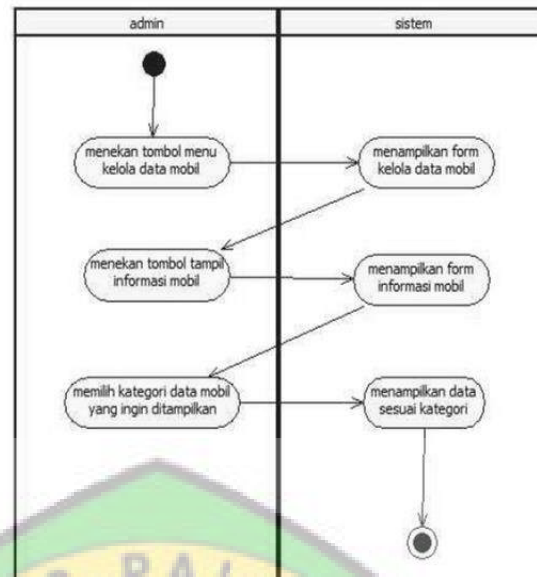 admin
sistem
menekan tombol menu
kelola data mobil
menampilkan form
kelola data mobil
menekan tombol tampil
informasi mobil
menampilkan form
informasi mobil
memilih kategori data mobil
yang ingin ditampilkan
menampilkan data
sesuai kategori